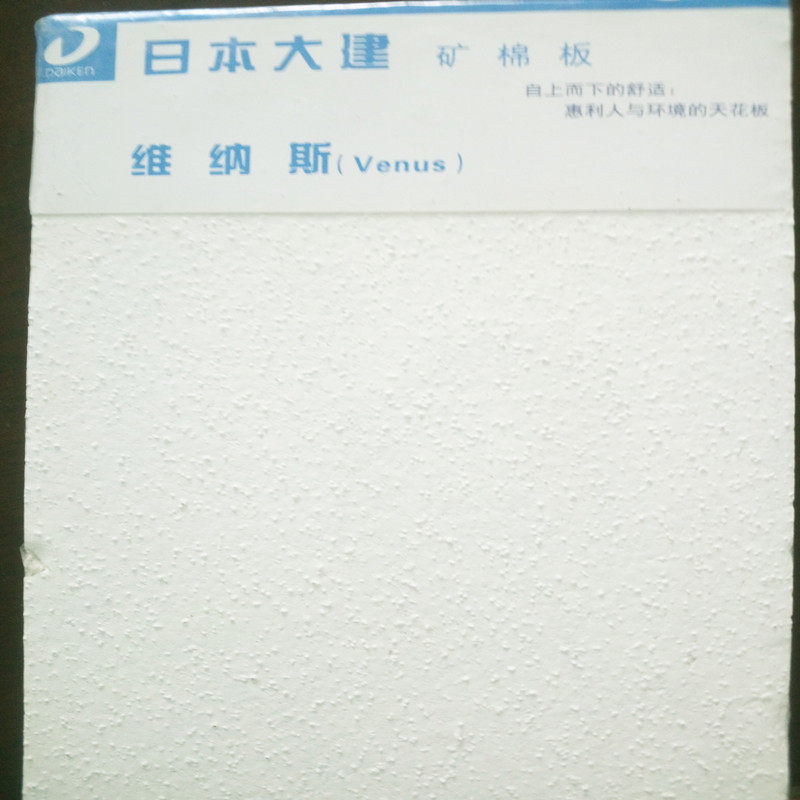 DAIKEN
日本大建 矿棉板
自上而下的舒适;
惠利人与环境的天花板
维纳斯(Venus)